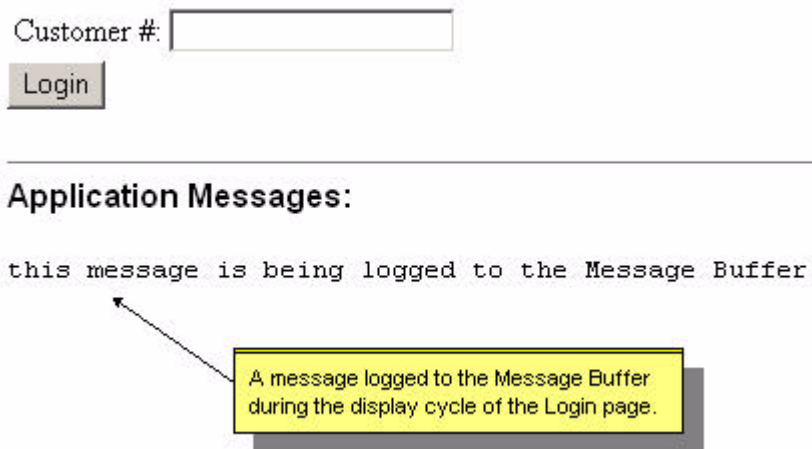 Customer #:
Login
Application Messages:
this message is being logged to the Message Buffer
A message logged to the Message Buffer
during the display cycle of the Login page.